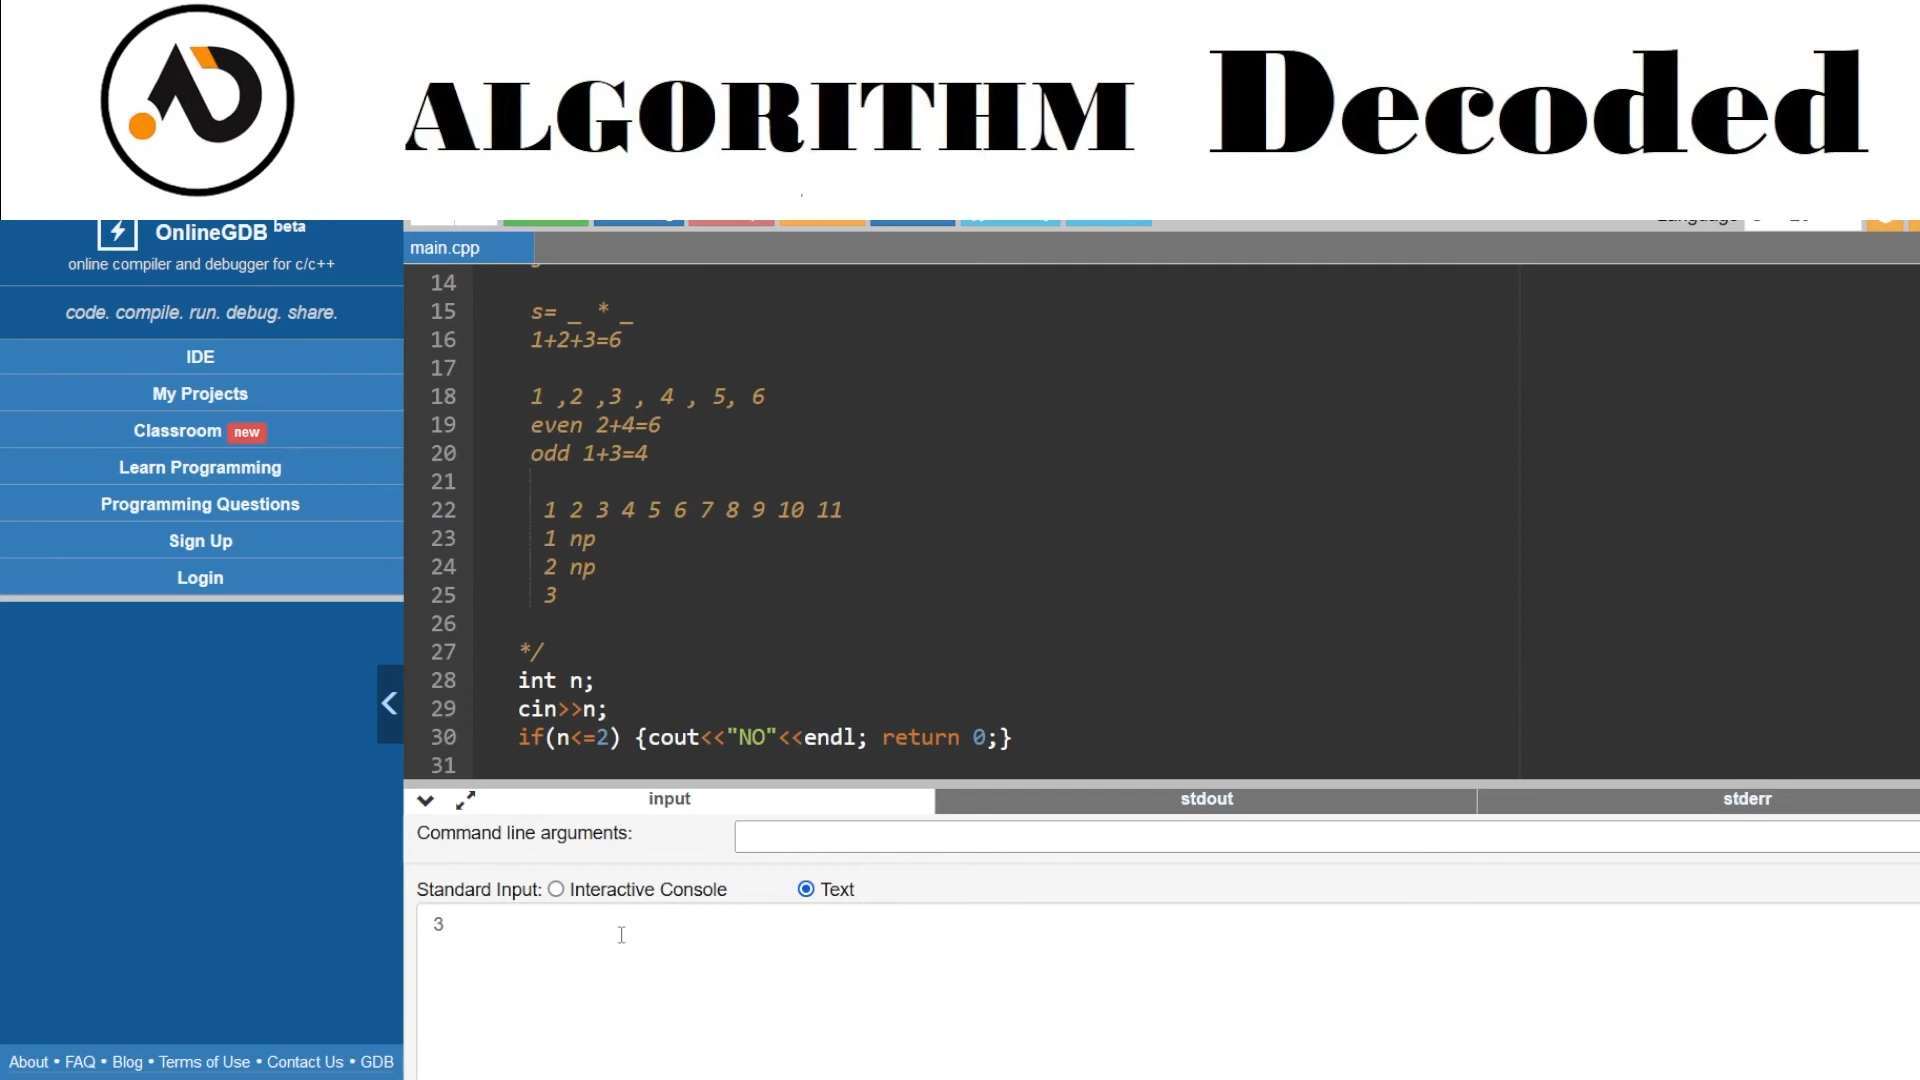 ALGORITHM Decoded
OnlineGDB beta
online compiler and debugger for c/c++
code. compile. run. debug. share.
IDE
My Projects
Classroom new
Learn Programming
Programming Questions
Sign Up
Login
About • FAQ • Blog • Terms of Use • Contact Us • GDB
main.cpp
14
15 s= _ * _
16 1+2+3=6
17
18 1 ,2 ,3 , 4 , 5, 6
19 even 2+4=6
20 odd 1+3=4
21
22 1 2 3 4 5 6 7 8 9 10 11
23 1 np
24 2 np
25 3
26
27 */
28 int n;
29 cin>>n;
30 if(n<=2) {cout<<"NO"<<endl; return 0;}
31
input stdout stderr
Command line arguments:
Standard Input: Interactive Console Text
3